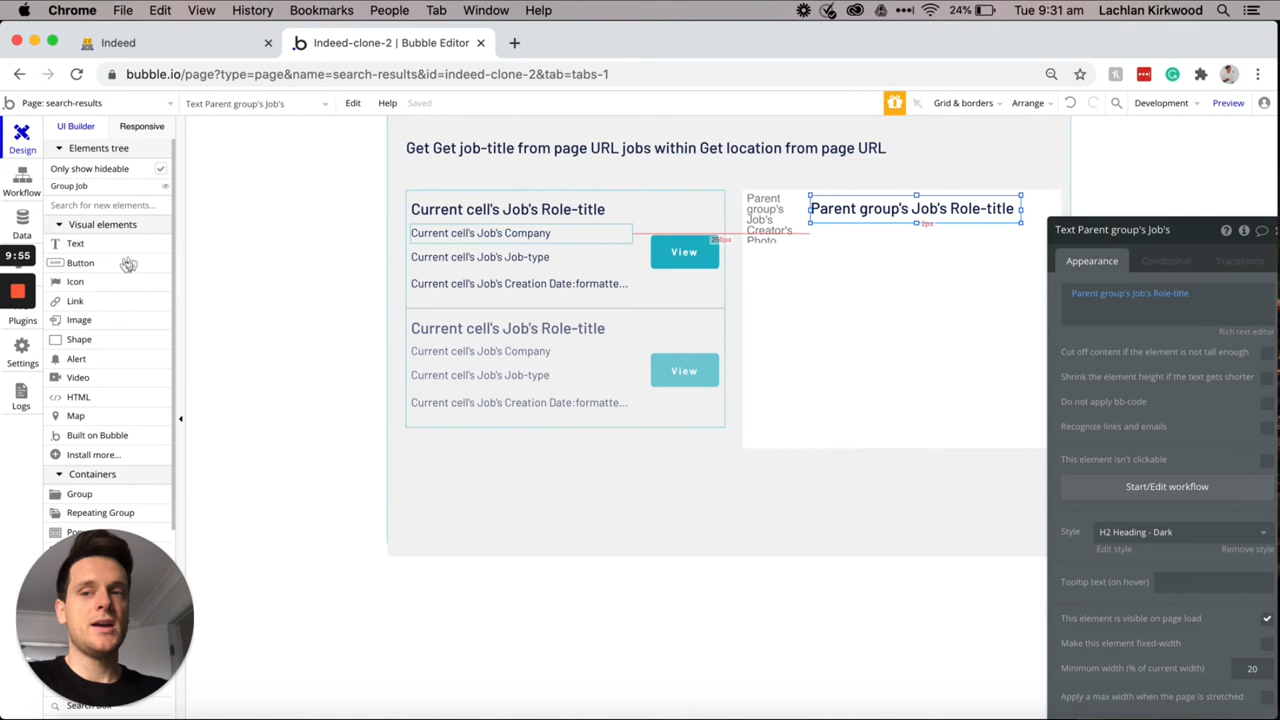 Chrome File Edit View History Bookmarks People Tab Window Help 24% Tue 9:31 am Lachlan Kirkwood
Indeed
Indeed-clone-2 | Bubble Editor
bubble.io/page?type=page&name=search-results&id=indeed-clone-2&tab=tabs-1
Page: search-results
Text Parent group's Job's
Edit Help Saved
Grid & borders
Arrange
Development
Preview
Design
Workflow
Data
9:55
Plugins
Settings
Logs
UI Builder
Responsive
Elements tree
Only show hideable
Group Job
Search for new elements...
Visual elements
Text
Button
Icon
Link
Image
Shape
Alert
Video
HTML
Map
Built on Bubble
Install more...
Containers
Group
Repeating Group
Search Box
Get Get job-title from page URL jobs within Get location from page URL
Current cell's Job's Role-title
Current cell's Job's Company
Current cell's Job's Job-type
Current cell's Job's Creation Date:formatte...
View
Current cell's Job's Role-title
Current cell's Job's Company
Current cell's Job's Job-type
Current cell's Job's Creation Date:formatte...
View
250px
Parent
group's
Job's
Creator's
Photo
Parent group's Job's Role-title
2px
Text Parent group's Job's
Appearance
Conditional
Transitions
Parent group's Job's Role-title
Rich text editor
Cut off content if the element is not tall enough
Shrink the element height if the text gets shorter
Do not apply bb-code
Recognize links and emails
This element isn't clickable
Start/Edit workflow
Style
H2 Heading - Dark
Edit style
Remove style
Tooltip text (on hover)
This element is visible on page load
Make this element fixed-width
Minimum width (% of current width) 20
Apply a max width when the page is stretched